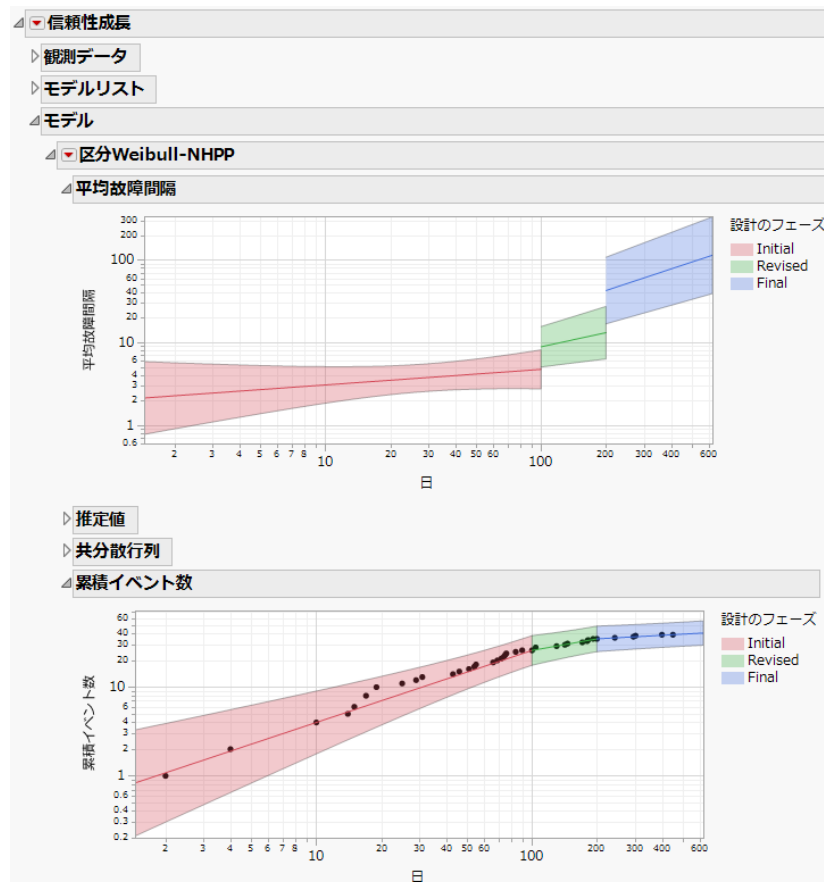 信頼性成長
観測データ
モデルリスト
モデル
区分Weibull-NHPP
平均故障間隔
300
200
100
60
40
30
20
10
6
4
3
2
1
0.6
平均故障間隔
2 3 4 5 6 7 8 10 20 30 40 50 60 100 200 300 400 600
日
設計のフェーズ
Initial
Revised
Final
推定値
共分散行列
累積イベント数
60
40
30
20
10
6
4
3
2
1
0.6
0.4
0.3
0.2
累積イベント数
2 3 4 5 6 7 8 10 20 30 40 50 60 100 200 300 400 600
日
設計のフェーズ
Initial
Revised
Final